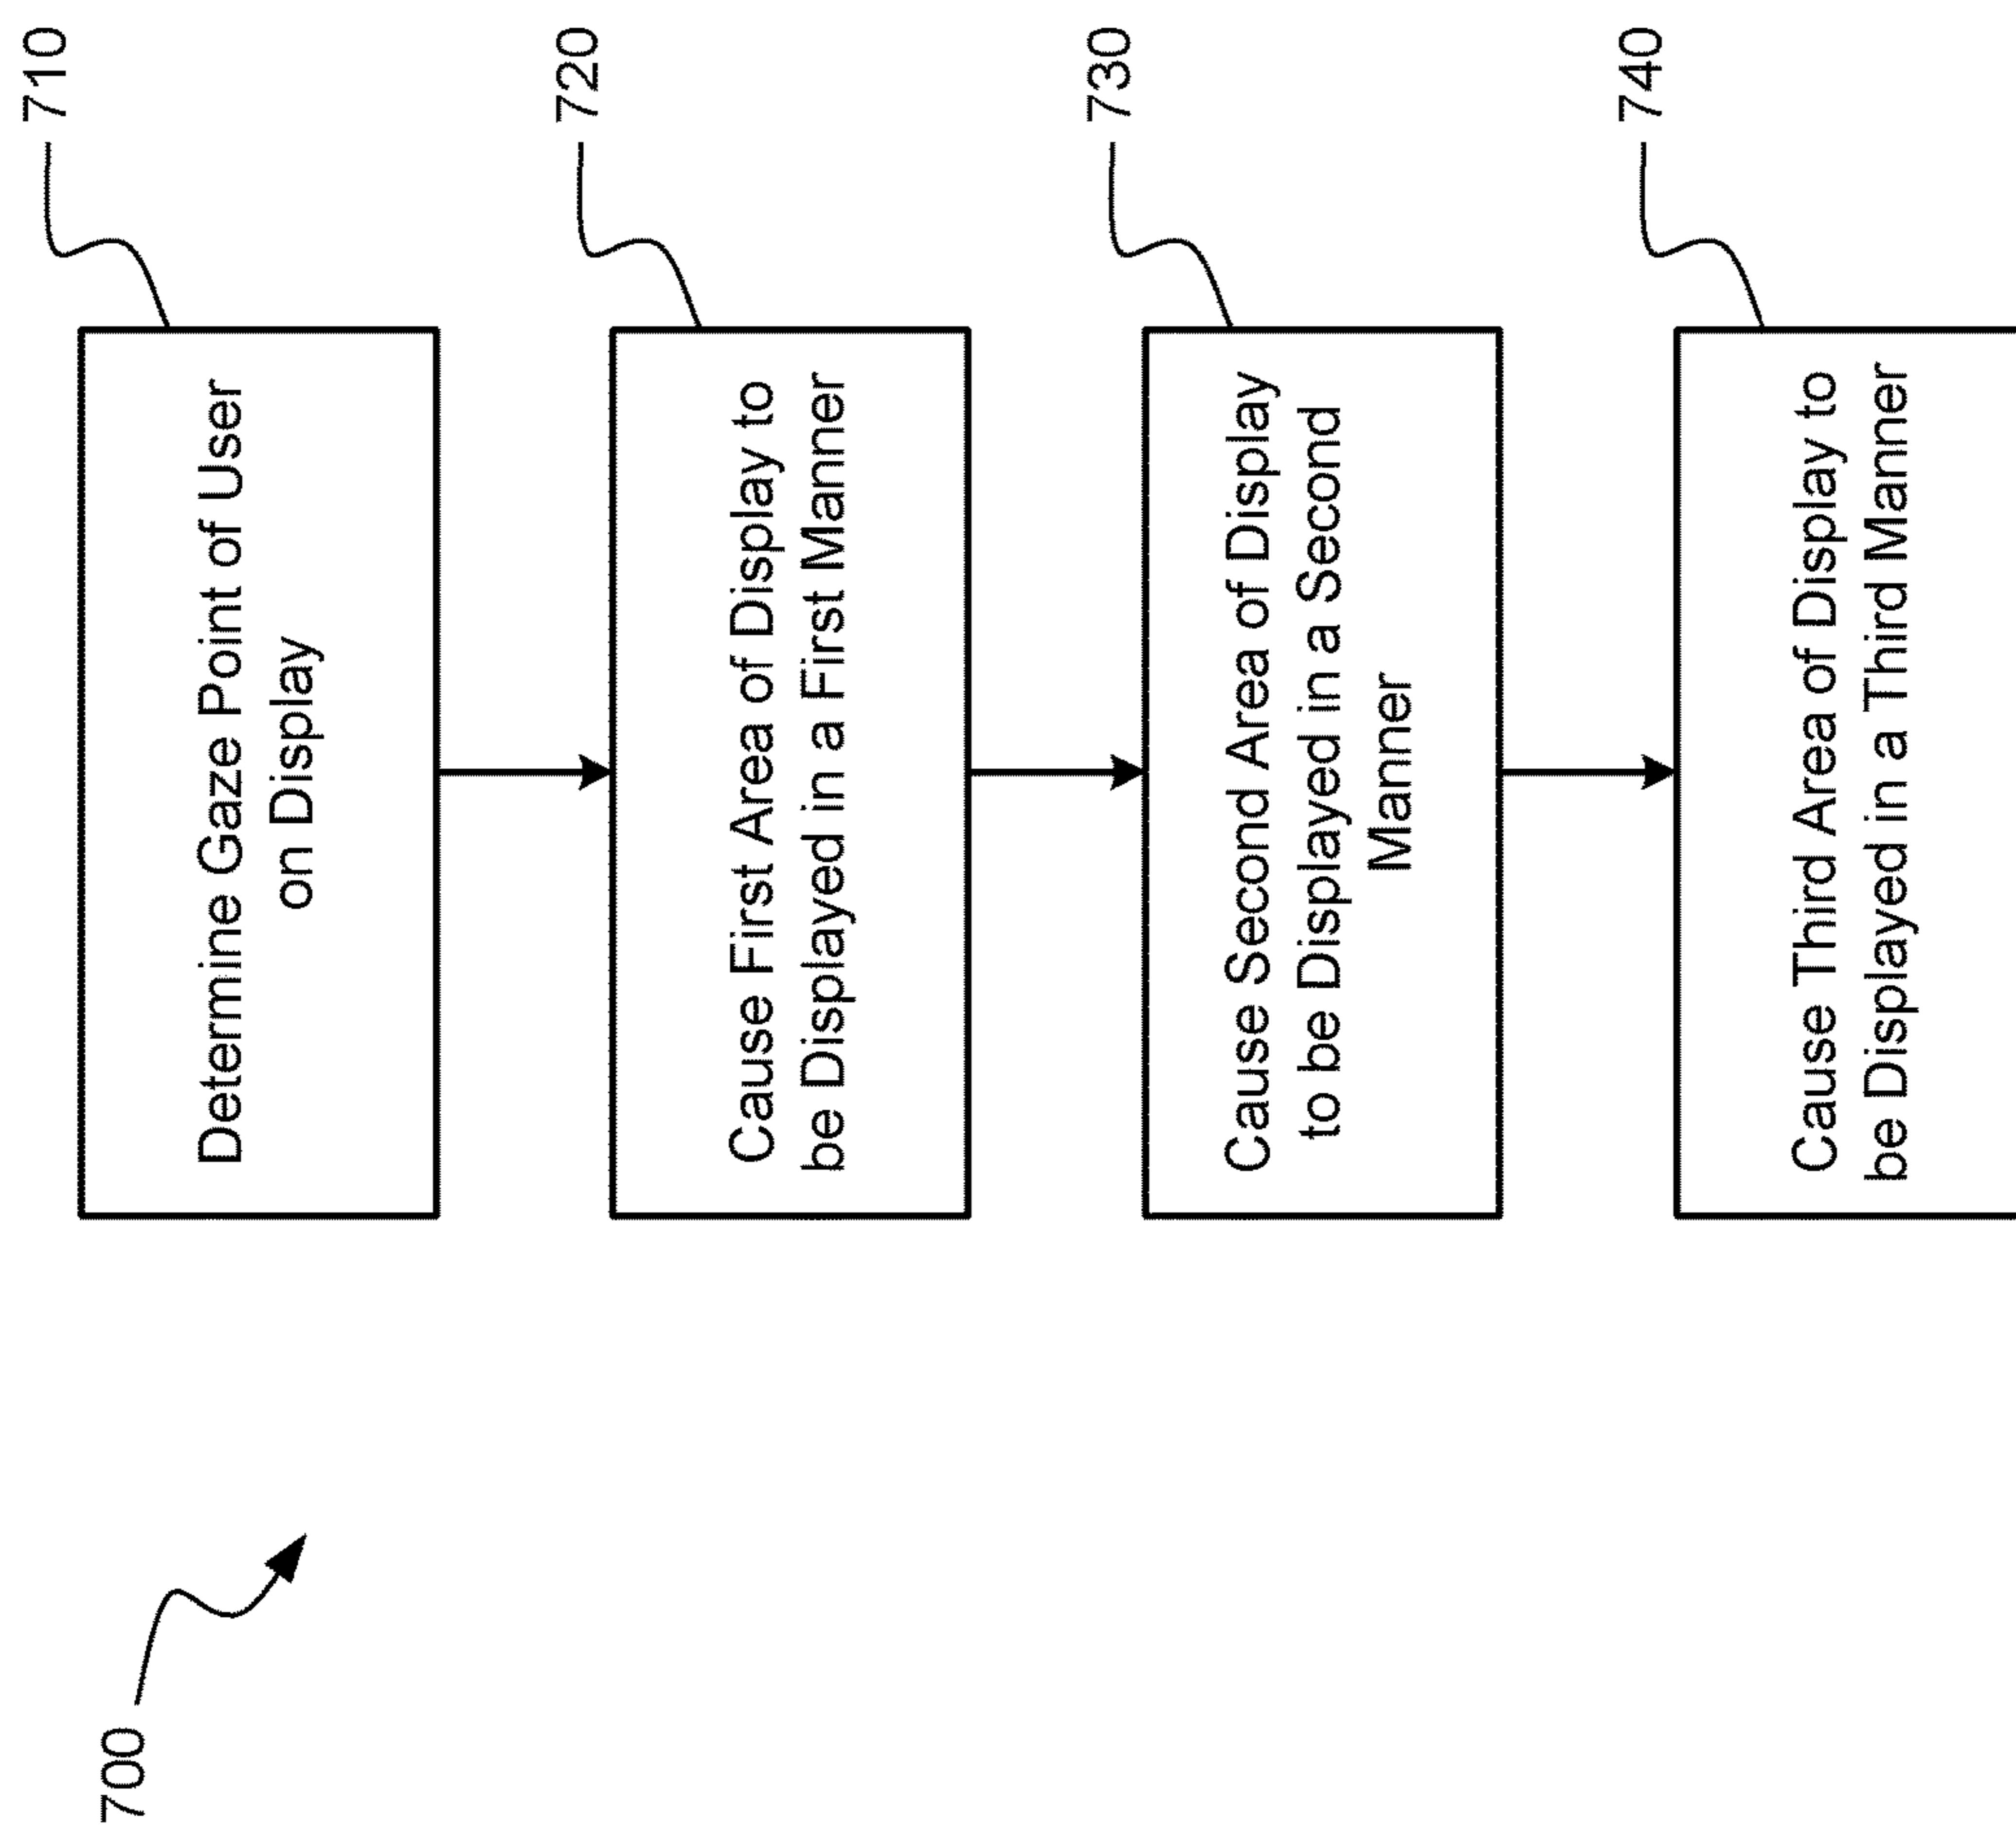 700
710
Determine Gaze Point of User
on Display
720
Cause First Area of Display to
be Displayed in a First Manner
730
Cause Second Area of Display
to be Displayed in a Second
Manner
740
Cause Third Area of Display to
be Displayed in a Third Manner